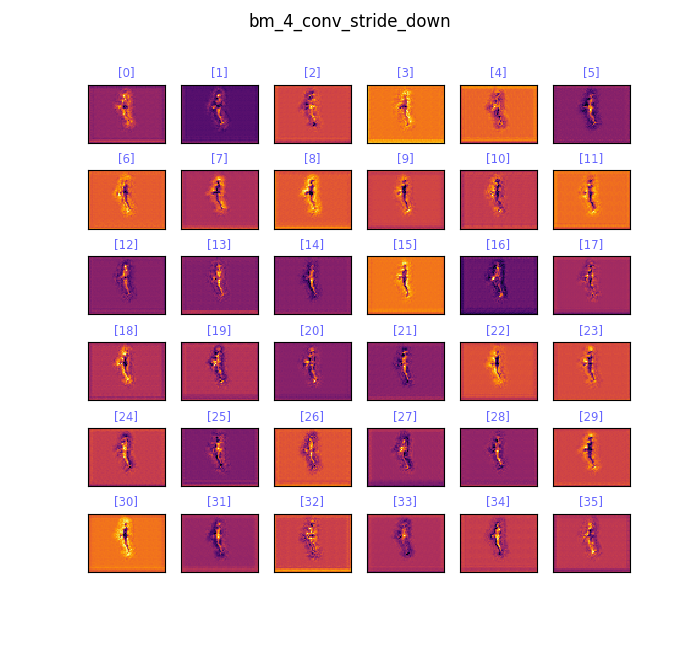 bm_4_conv_stride_down
[0] [1] [2] [3] [4] [5]
[6] [7] [8] [9] [10] [11]
[12] [13] [14] [15] [16] [17]
[18] [19] [20] [21] [22] [23]
[24] [25] [26] [27] [28] [29]
[30] [31] [32] [33] [34] [35]